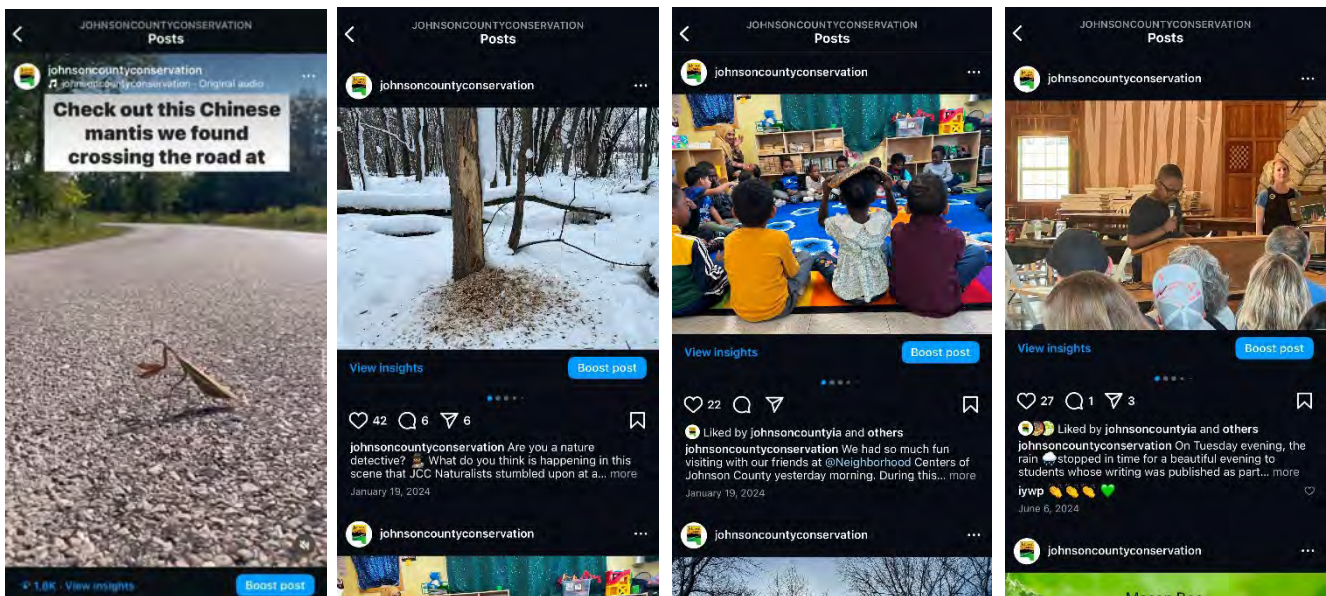 JOHNSONCOUNTYCONSERVATION
Posts
johnsoncountyconservation
johnsoncountyconservation · Original audio
Check out this Chinese
mantis we found
crossing the road at
1.6K · View insights
Boost post
JOHNSONCOUNTYCONSERVATION
Posts
johnsoncountyconservation
View insights
Boost post
42 6 6
johnsoncountyconservation Are you a nature
detective? What do you think is happening in this
scene that JCC Naturalists stumbled upon at a... more
January 19, 2024
johnsoncountyconservation
JOHNSONCOUNTYCONSERVATION
Posts
johnsoncountyconservation
View insights
Boost post
22
Liked by johnsoncountyia and others
johnsoncountyconservation We had so much fun
visiting with our friends at @Neighborhood Centers of
Johnson County yesterday morning. During this... more
January 19, 2024
johnsoncountyconservation
JOHNSONCOUNTYCONSERVATION
Posts
johnsoncountyconservation
View insights
Boost post
27 1 3
Liked by johnsoncountyia and others
johnsoncountyconservation On Tuesday evening, the
rain 🌧️stopped in time for a beautiful evening to
students whose writing was published as part... more
iywp 👏👏👏💚
June 6, 2024
johnsoncountyconservation